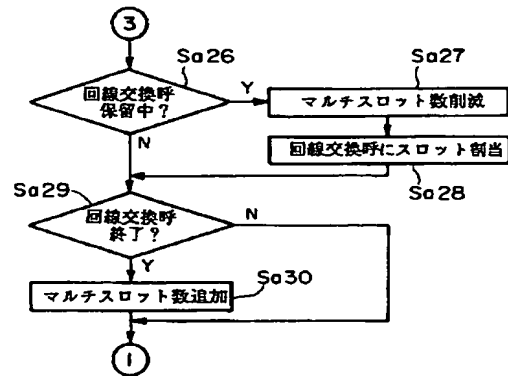 3
Sa26
回線交換呼
保留中?
Y
N
Sa27
マルチスロット数削減
回線交換呼にスロット割当
Sa28
Sa29
回線交換呼
終了?
N
Y
Sa30
マルチスロット数追加
1